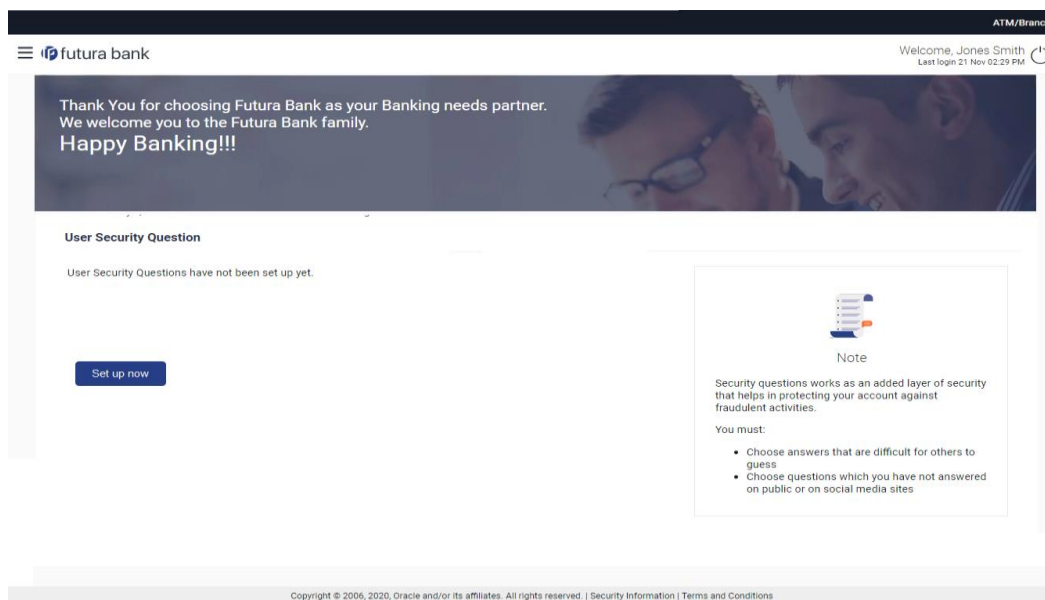 ATM/Branc
futura bank
Welcome, Jones Smith
Last login 21 Nov 02:29 PM
Thank You for choosing Futura Bank as your Banking needs partner.
We welcome you to the Futura Bank family.
Happy Banking!!!
User Security Question
User Security Questions have not been set up yet.
Set up now
Note
Security questions works as an added layer of security
that helps in protecting your account against
fraudulent activities.
You must:
• Choose answers that are difficult for others to
guess
• Choose questions which you have not answered
on public or on social media sites
Copyright © 2006, 2020, Oracle and/or its affiliates. All rights reserved. | Security Information | Terms and Conditions